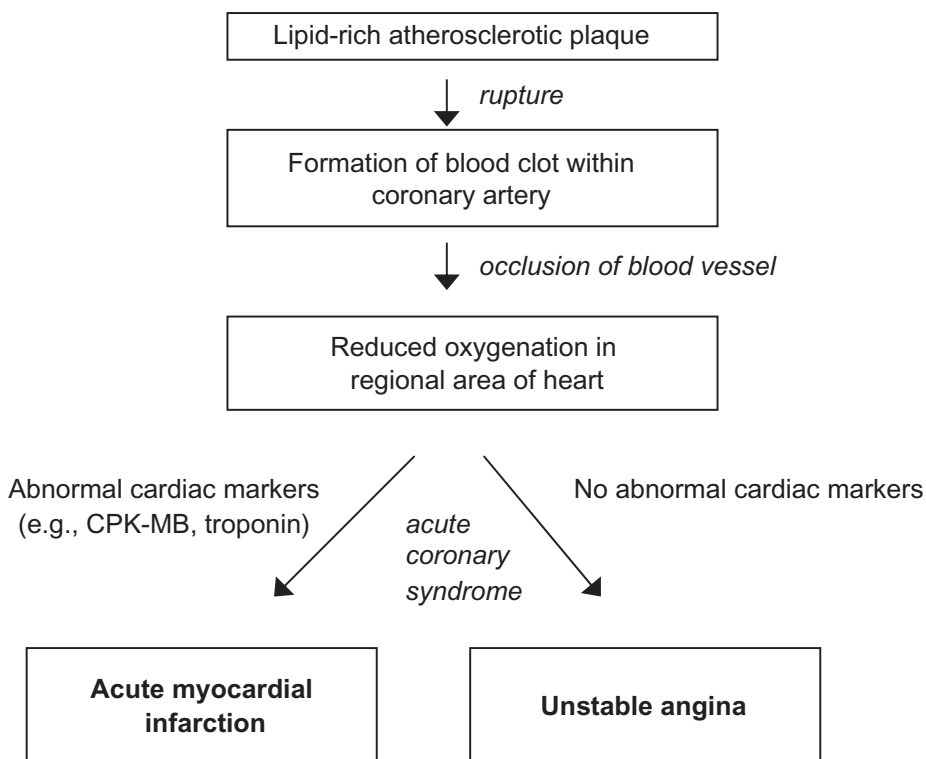 Lipid-rich atherosclerotic plaque
rupture
Formation of blood clot within
coronary artery
occlusion of blood vessel
Reduced oxygenation in
regional area of heart
Abnormal cardiac markers
(e.g., CPK-MB, troponin)
No abnormal cardiac markers
acute
coronary
syndrome
Acute myocardial
infarction
Unstable angina